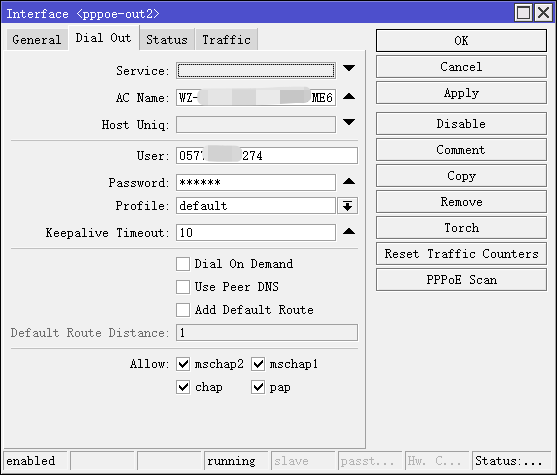 Interface <pppoe-out2>
General Dial Out Status Traffic
Service:
AC Name: WZ- ME6
Host Uniq:
User: 057 274
Password: ******
Profile: default
Keepalive Timeout: 10
Dial On Demand
Use Peer DNS
Add Default Route
Default Route Distance: 1
Allow: mschap2 mschap1
chap pap
OK
Cancel
Apply
Disable
Comment
Copy
Remove
Torch
Reset Traffic Counters
PPPoE Scan
enabled running slave passt... Hw. C... Status:...